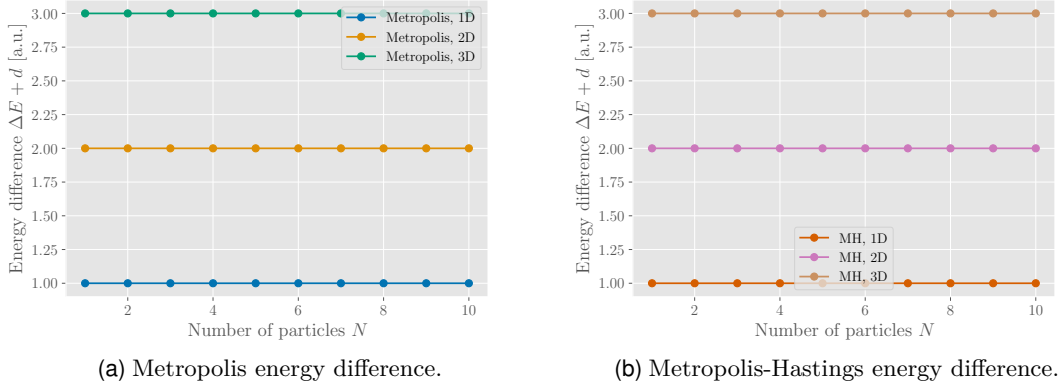 3.00
2.75
2.50
2.25
2.00
1.75
1.50
1.25
1.00
Energy difference ΔE + d [a.u.]
Metropolis, 1D
Metropolis, 2D
Metropolis, 3D
2 4 6 8 10
Number of particles N
(a) Metropolis energy difference.
3.00
2.75
2.50
2.25
2.00
1.75
1.50
1.25
1.00
Energy difference ΔE + d [a.u.]
MH, 1D
MH, 2D
MH, 3D
2 4 6 8 10
Number of particles N
(b) Metropolis-Hastings energy difference.